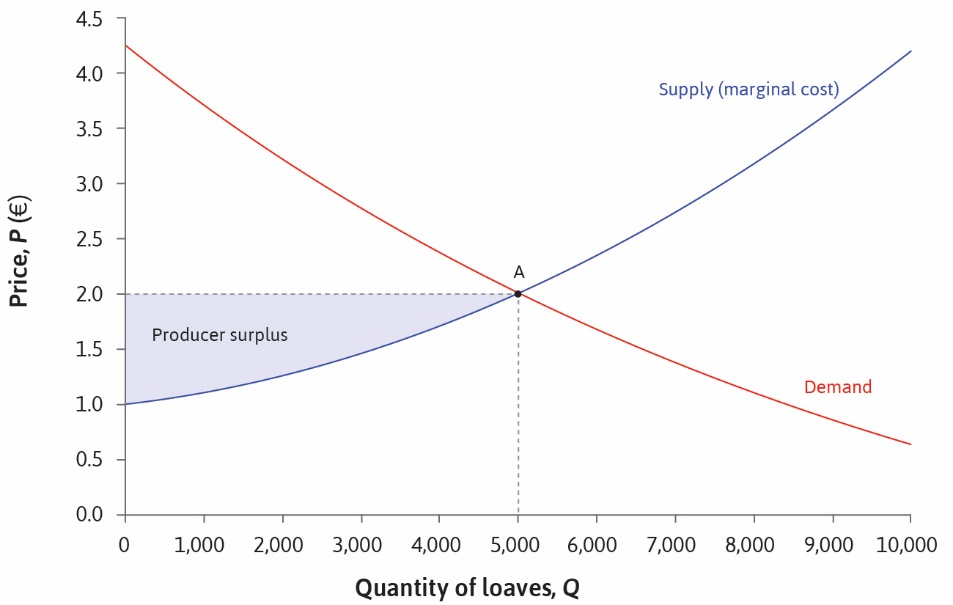 4.5
4.0
3.5
3.0
2.5
2.0
1.5
1.0
4.5
0.0
Price, P (€)
Supply (marginal cost)
A
Producer surplus
Demand
0 1,000 2,000 3,000 4,000 5,000 6,000 7,000 8,000 9,000 10,000
Quantity of loaves, Q